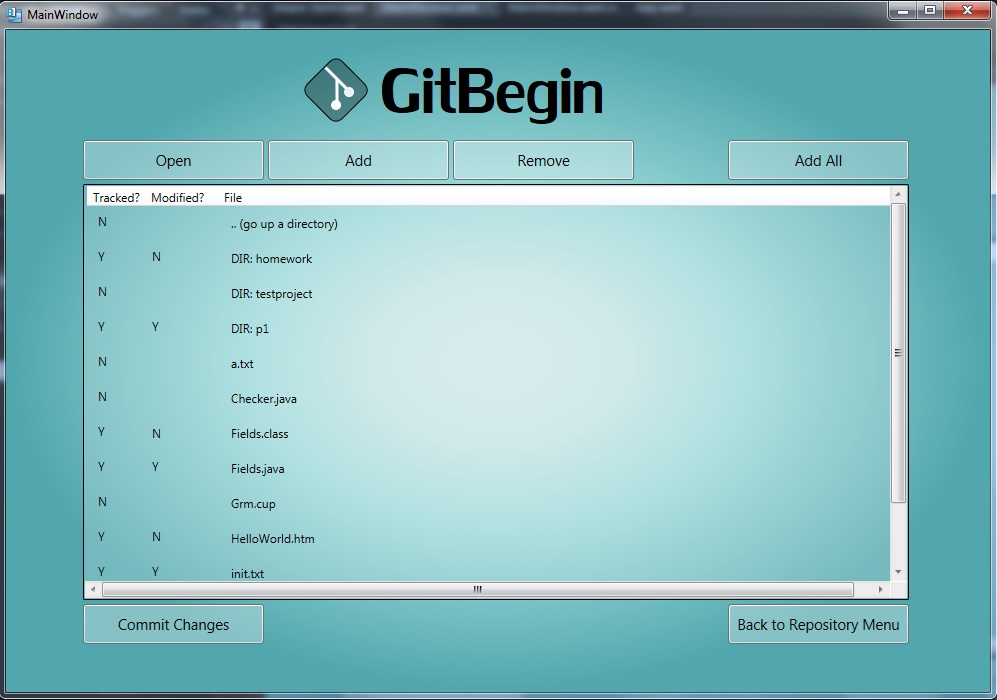 MainWindow
GitBegin
Open Add Remove Add All
Tracked? Modified? File
N .. (go up a directory)
Y N DIR: homework
N DIR: testproject
Y Y DIR: p1
N a.txt
N Checker.java
Y N Fields.class
Y Y Fields.java
N Grm.cup
Y N HelloWorld.htm
Y Y init.txt
Commit Changes Back to Repository Menu